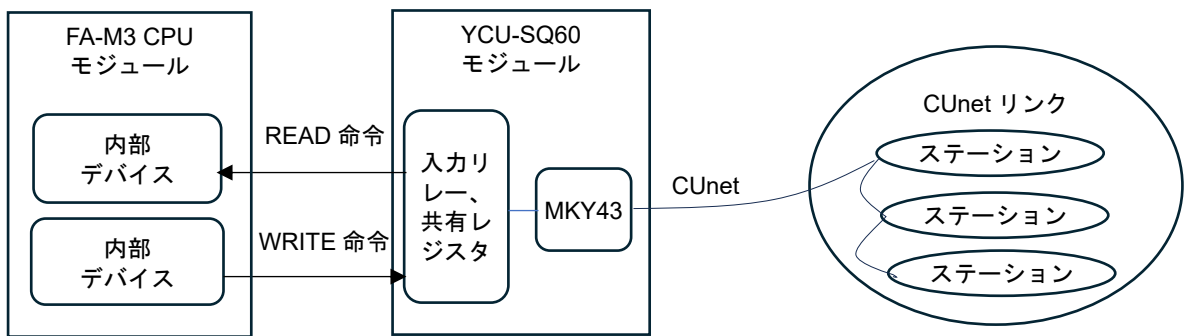 FA-M3 CPU
モジュール
内部
デバイス
内部
デバイス
READ 命令
WRITE 命令
YCU-SQ60
モジュール
入力リ
レー、
共有レ
ジスタ
MKY43
CUnet
CUnet リンク
ステーション
ステーション
ステーション